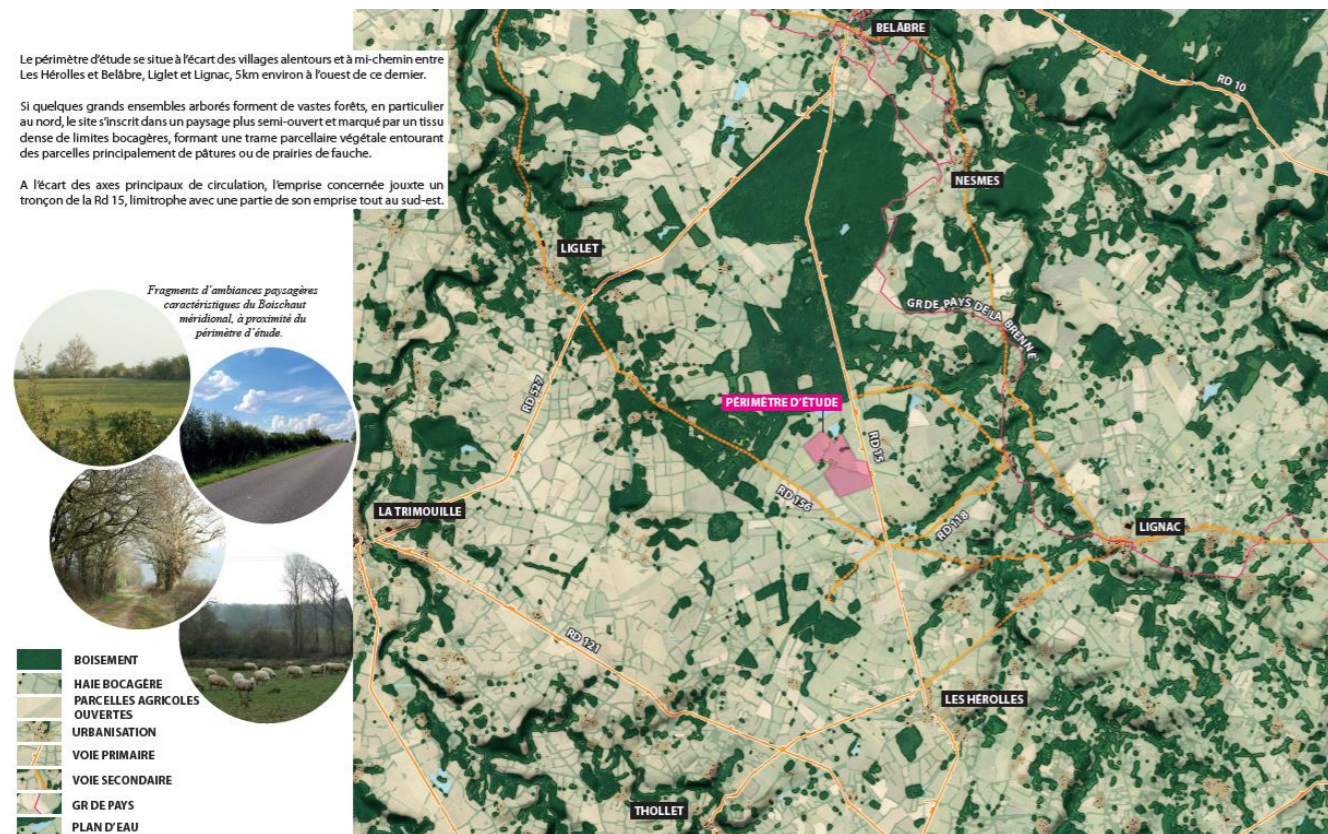 Le périmètre d'étude se situe à l'écart des villages alentours et à mi-chemin entre
Les Hérolles et Belâbre, Liglet et Lignac, 5km environ à l'ouest de ce dernier.
Si quelques grands ensembles arborés forment de vastes forêts, en particulier
au nord, le site s'inscrit dans un paysage plus semi-ouvert et marqué par un tissu
dense de limites bocagères, formant une trame parcellaire végétale entourant
des parcelles principalement de pâtures ou de prairies de fauche.
A l'écart des axes principaux de circulation, l'emprise concernée jouxte un
tronçon de la Rd 15, limitrophe avec une partie de son emprise tout au sud-est.
Fragments d'ambiances paysagères
caractéristiques du Boischaut
méridional, à proximité du
périmètre d'étude.
BOISEMENT
HAIE BOCAGÈRE
PARCELLES AGRICOLES
OUVERTES
URBANISATION
VOIE PRIMAIRE
VOIE SECONDAIRE
GR DE PAYS
PLAN D'EAU
BELÂBRE
RD 10
NESMES
LIGLET
GR DE PAYS DE LA BRENNE
RD 527
PÉRIMÈTRE D'ÉTUDE
RD 15
RD 156
RD 118
LA TRIMOUILLE
LIGNAC
RD 121
LES HÉROLLES
THOLLET